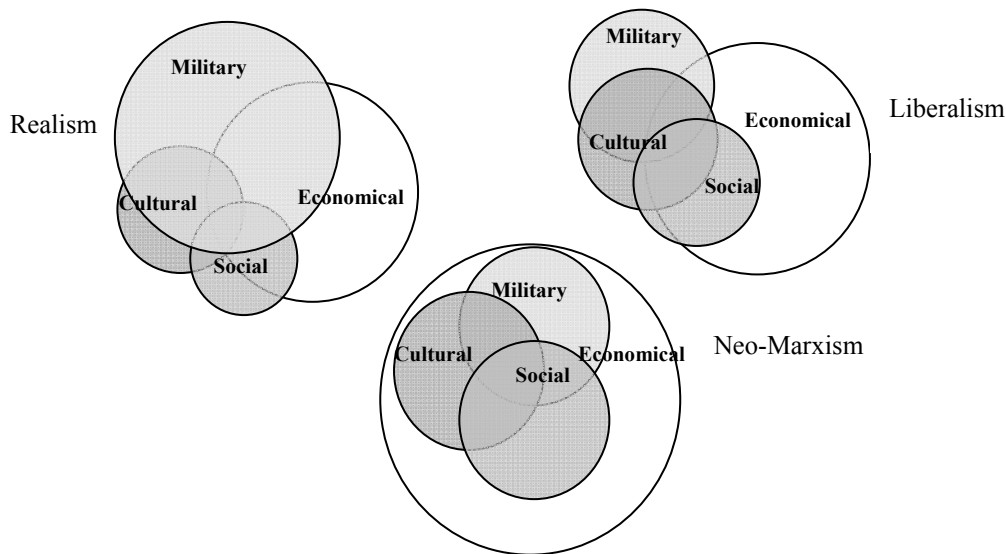 Realism
Military
Cultural
Economical
Social
Military
Cultural
Economical
Social
Liberalism
Military
Cultural
Economical
Social
Neo-Marxism